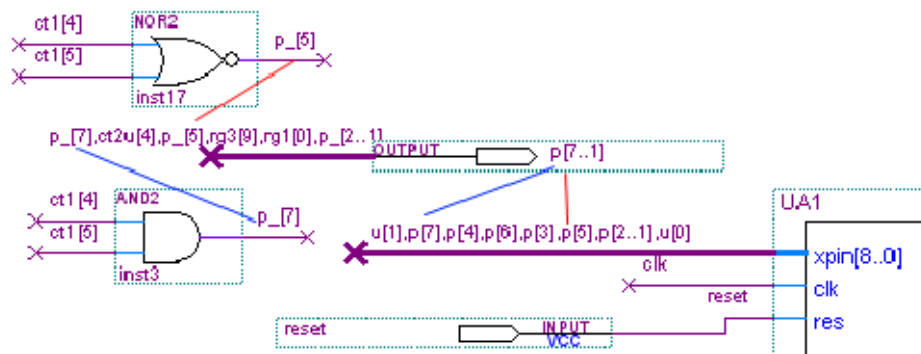 ct1[4]
NOR2
p_[5]
ct1[5]
inst17
p_[7],ct2u[4],p_[5],rg3[9],rg1[0],p_[2..1]
OUTPUT
p[7..1]
ct1[4]
AND2
p_[7]
ct1[5]
inst3
U.A1
u[1],p[7],p[4],p[6],p[3],p[5],p[2..1],u[0]
xpin[8..0]
clk
clk
reset
res
reset
INPUT
VCC